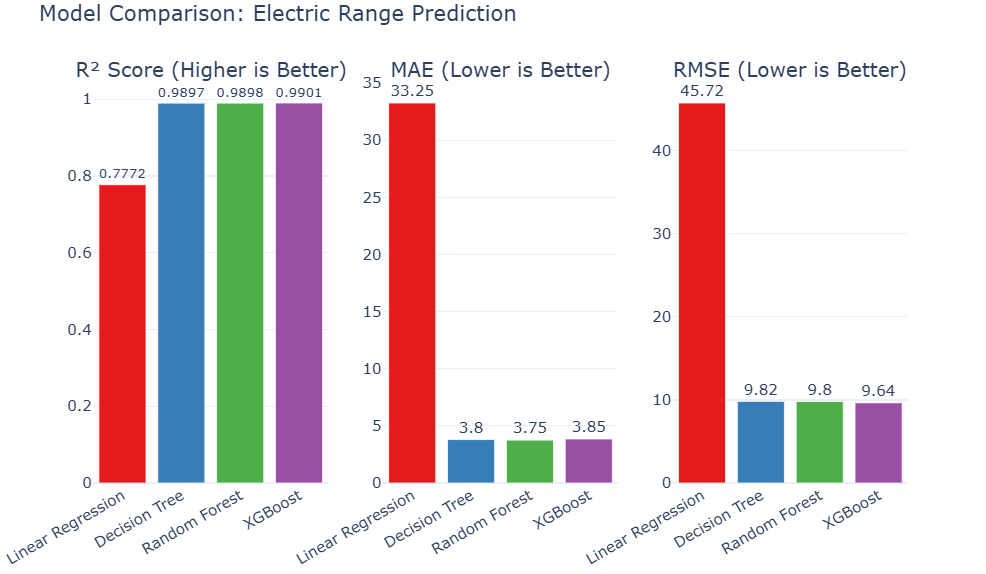 Model Comparison: Electric Range Prediction
R² Score (Higher is Better)
1
0.8
0.6
0.4
0.2
0
0.7772
0.9897
0.9898
0.9901
Linear Regression
Decision Tree
Random Forest
XGBoost
MAE (Lower is Better)
35
30
25
20
15
10
5
0
33.25
3.8
3.75
3.85
Linear Regression
Decision Tree
Random Forest
XGBoost
RMSE (Lower is Better)
40
30
20
10
0
45.72
9.82
9.8
9.64
Linear Regression
Decision Tree
Random Forest
XGBoost